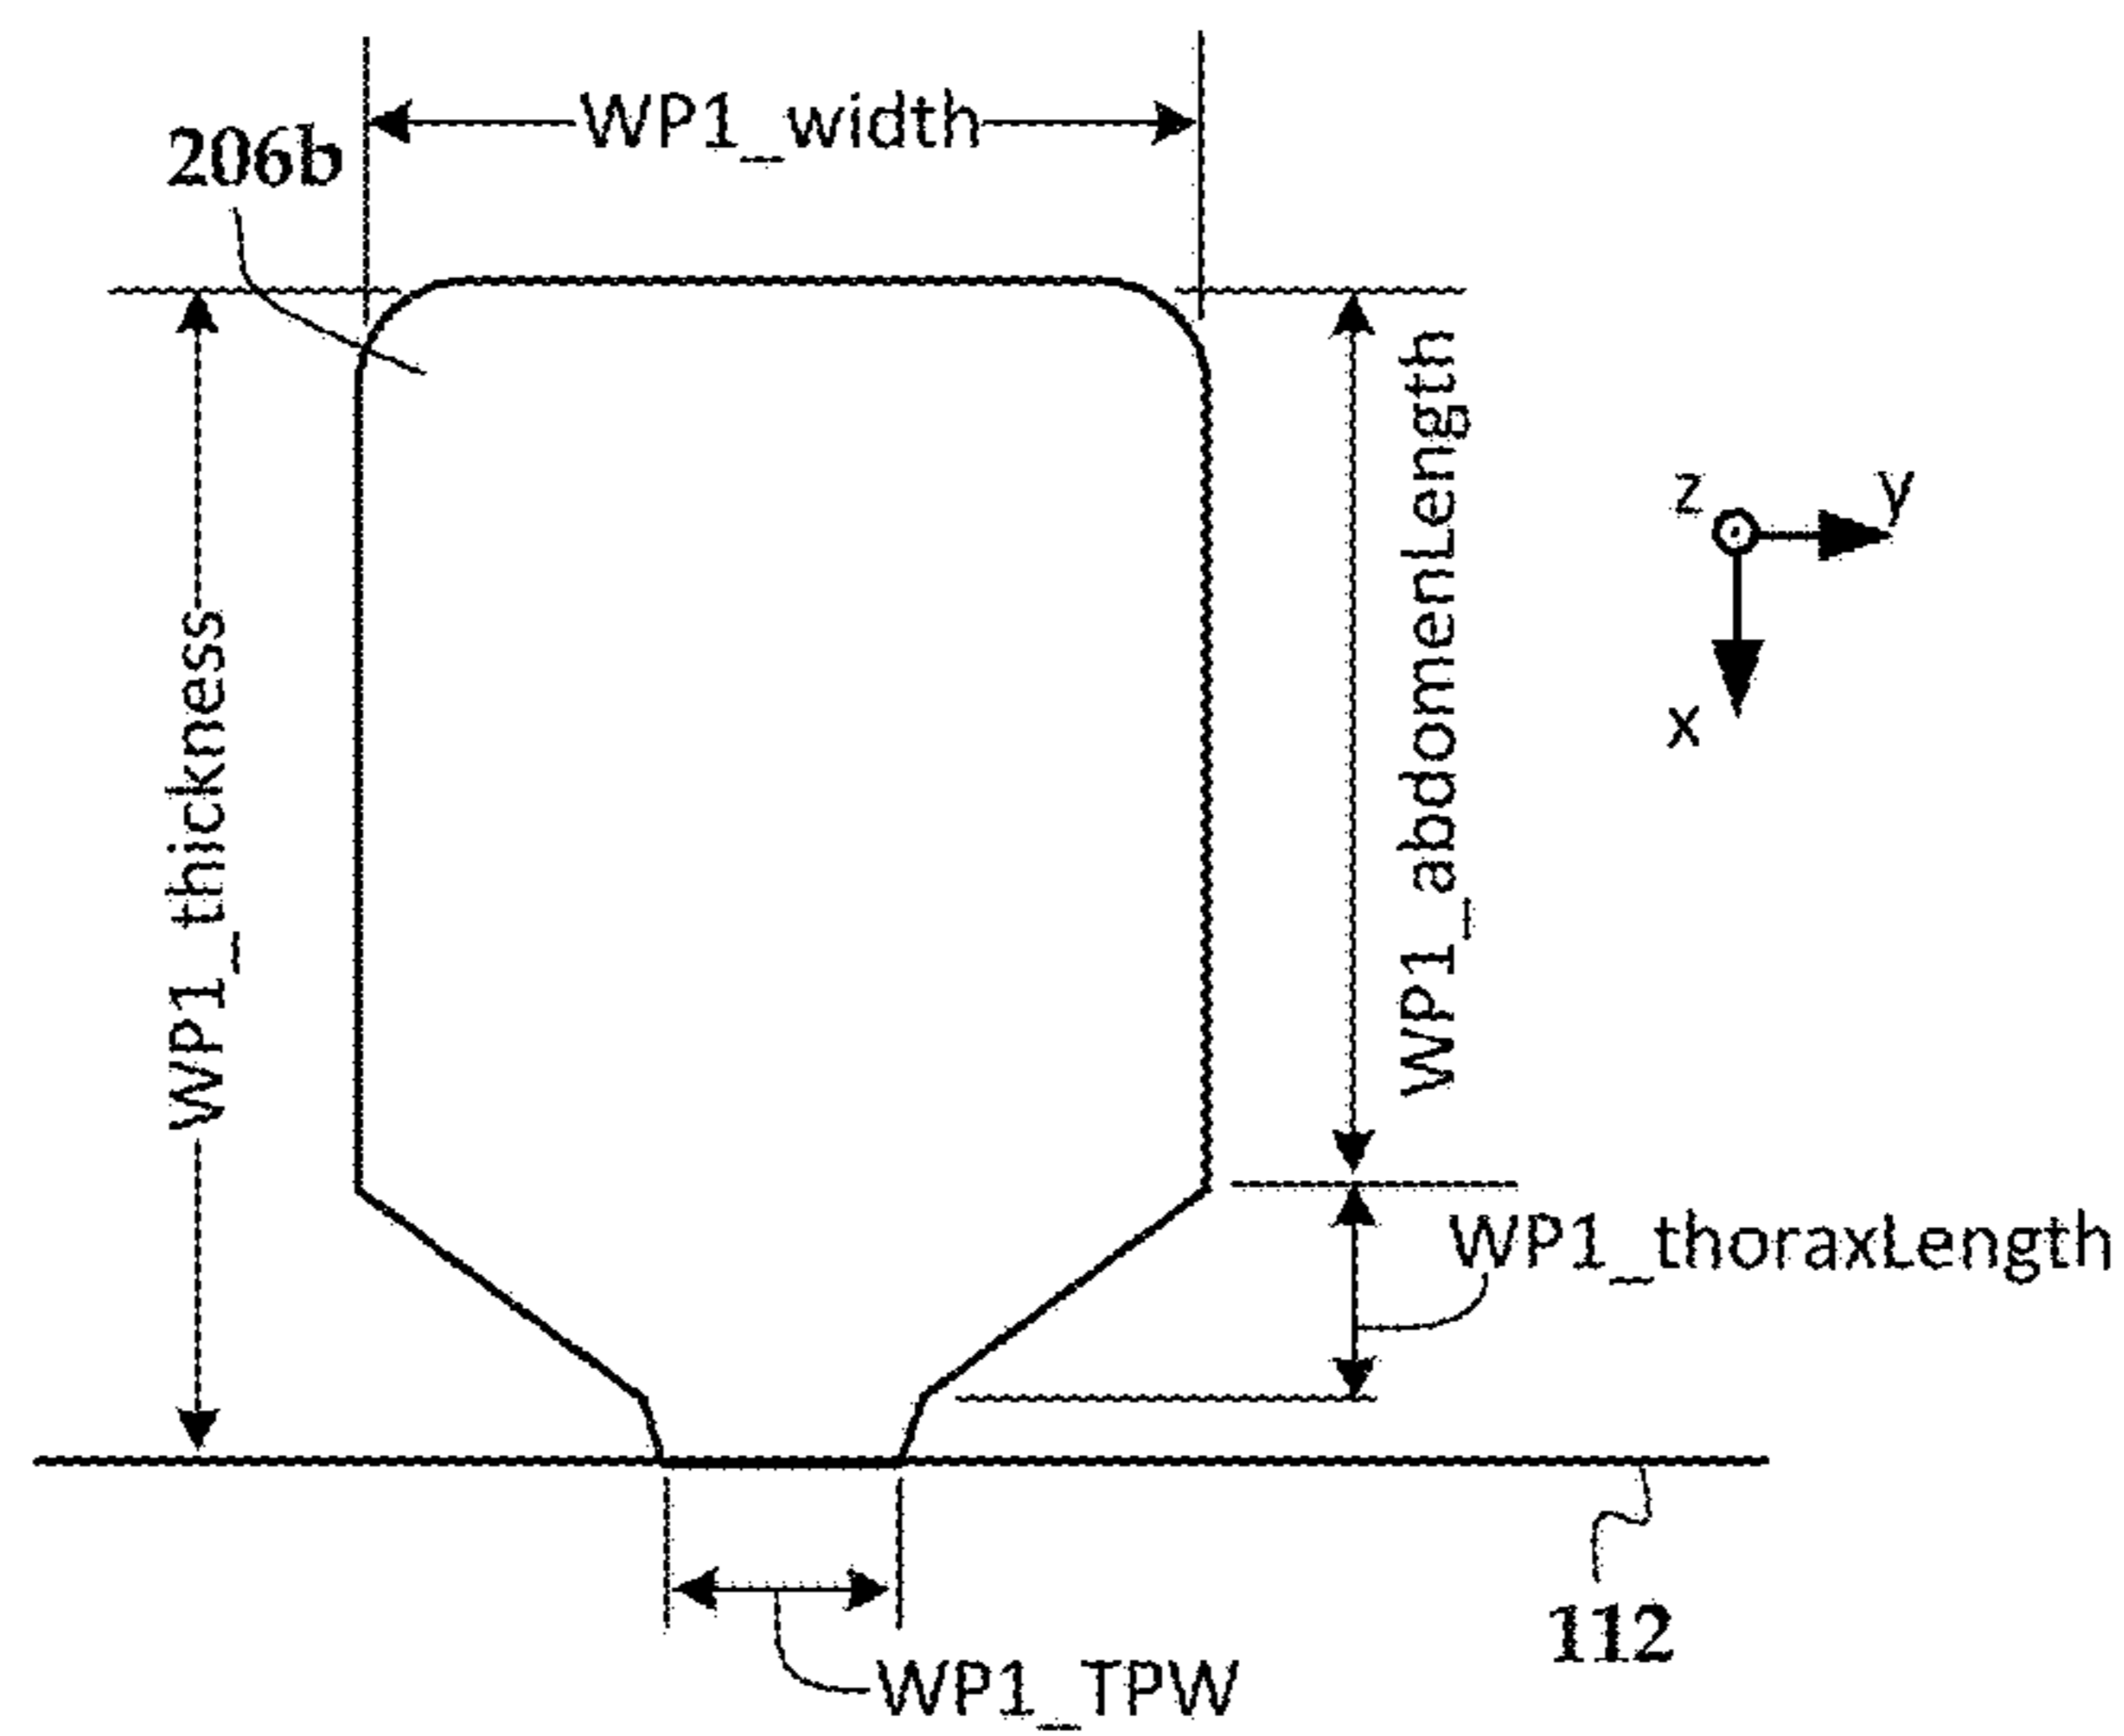 WP1_width
206b
z
y
x
WP1_thickness
WP1_abdomenLength
WP1_thoraxLength
112
WP1_TPW